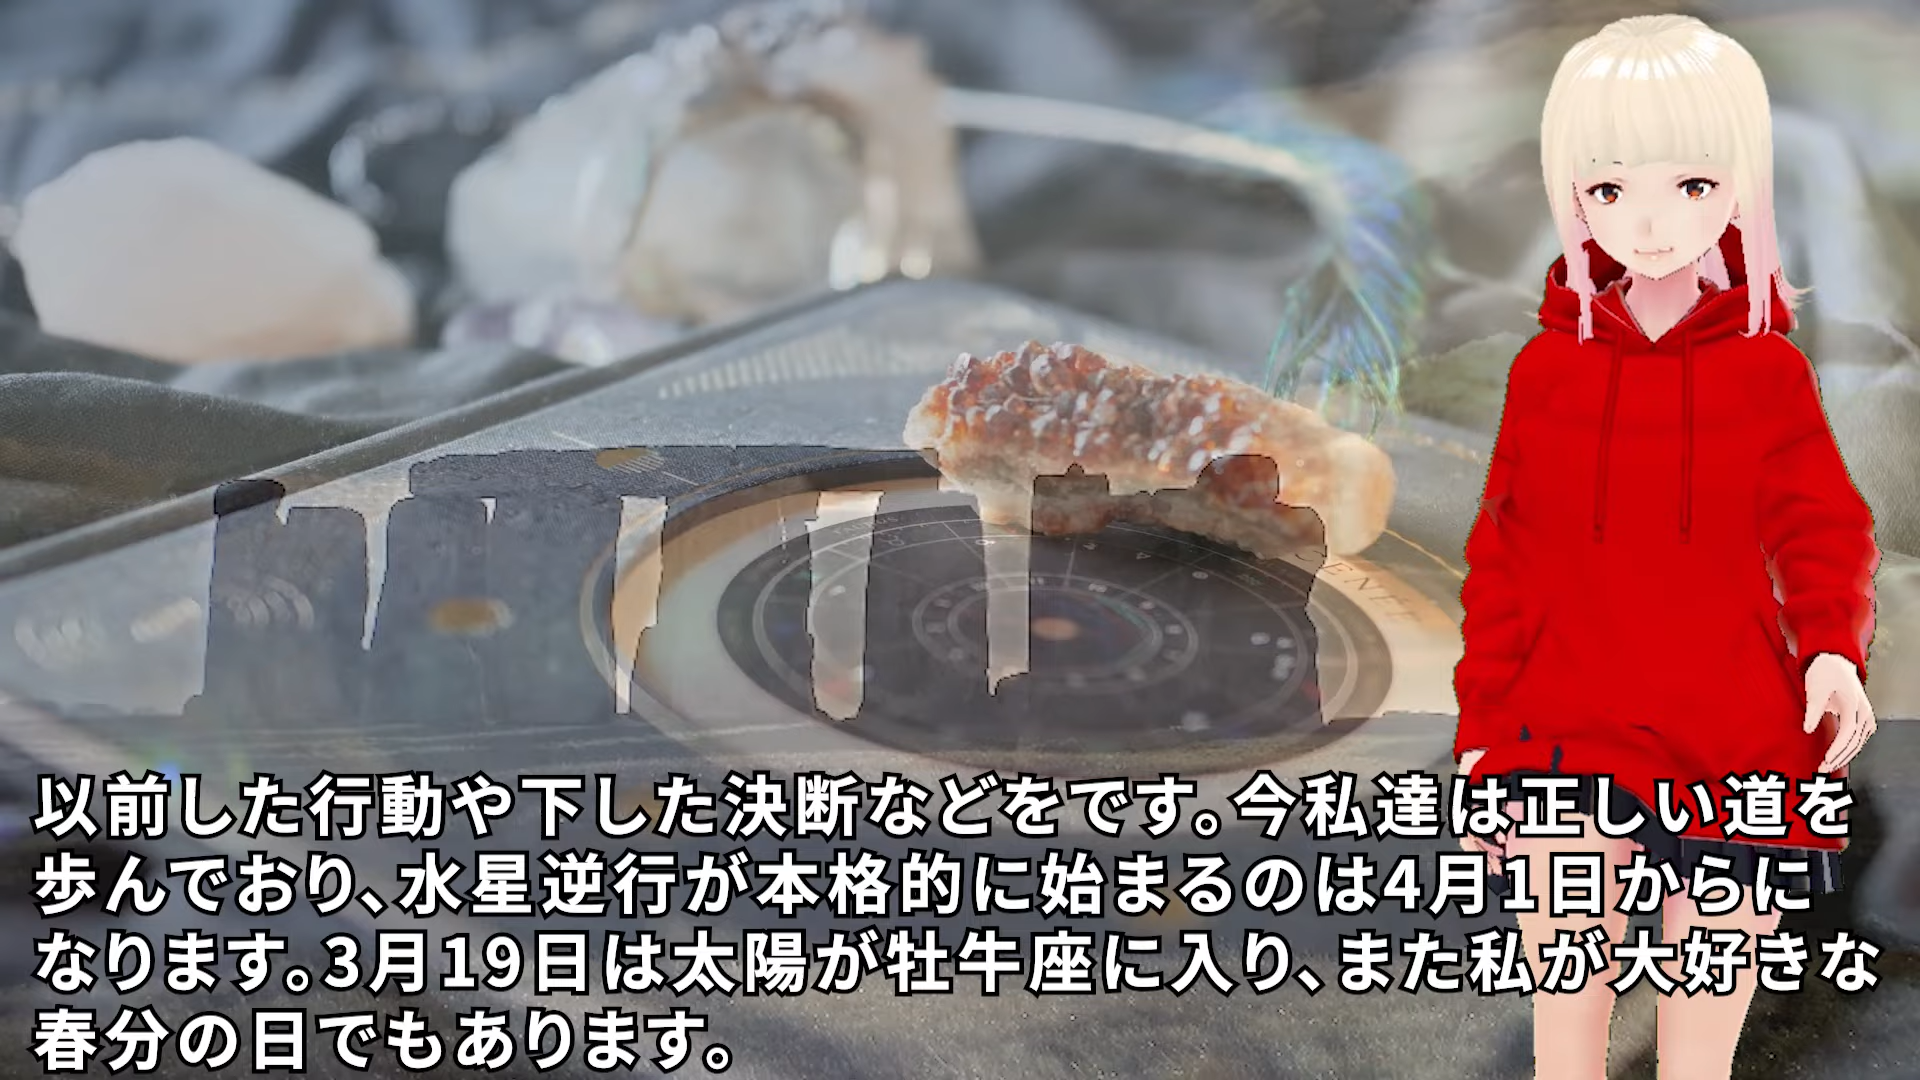 以前した行動や下した決断などをです。今私達は正しい道を
歩んでおり、水星逆行が本格的に始まるのは4月1日からに
なります。3月19日は太陽が牡牛座に入り、また私が大好きな
春分の日でもあります。